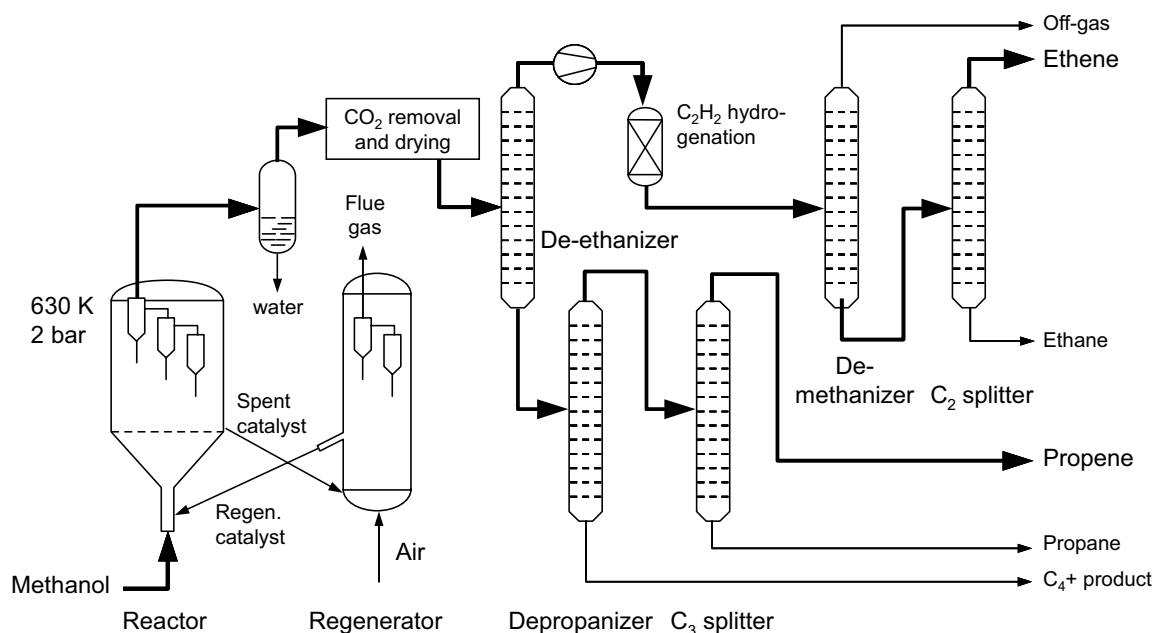 Off-gas
Ethene
CO₂ removal
and drying
C₂H₂ hydro-
genation
Flue
gas
De-ethanizer
water
630 K
2 bar
Ethane
De-
methanizer
C₂ splitter
Spent
catalyst
Propene
Regen.
catalyst
Air
Propane
Methanol
C₄+ product
Reactor
Regenerator
Depropanizer
C₃ splitter